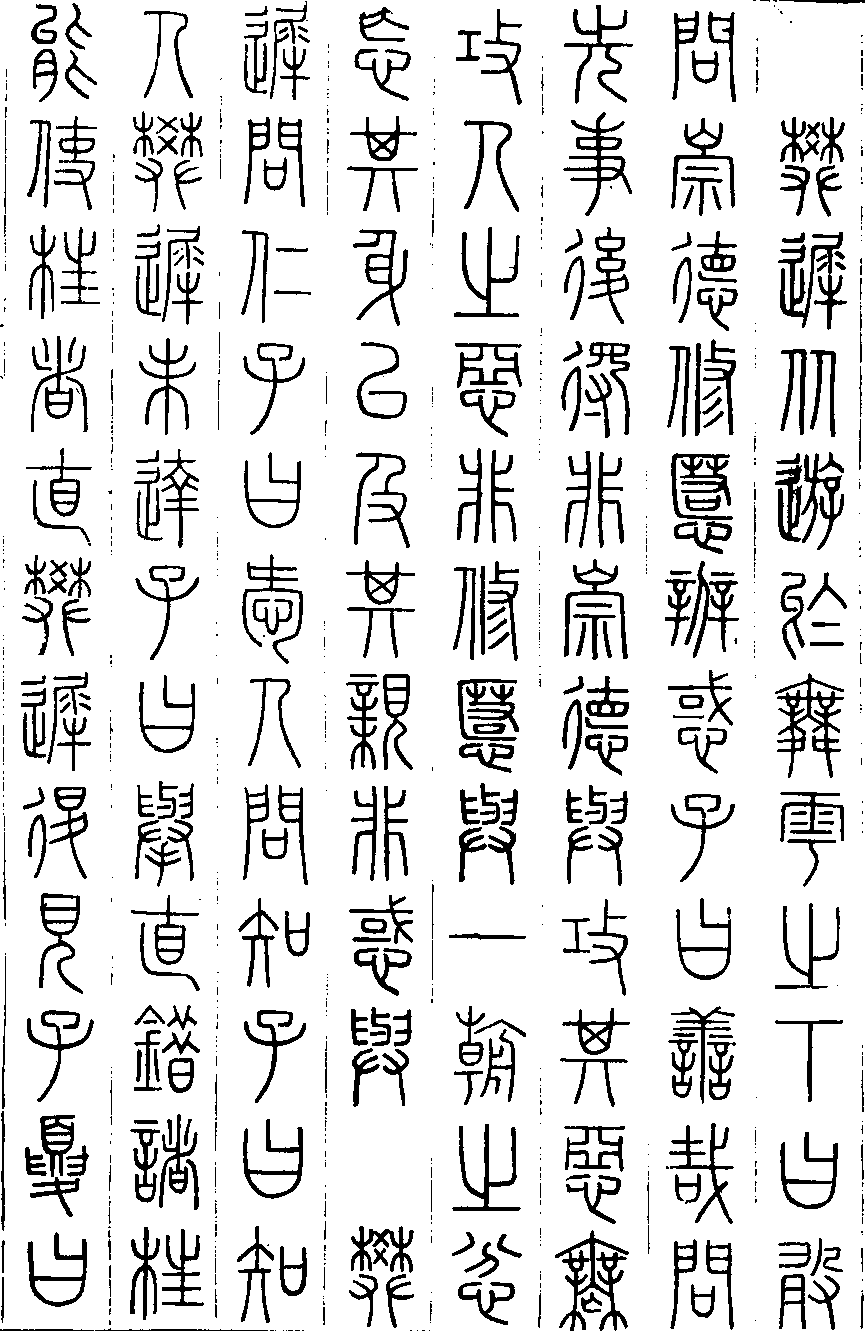 樊遲从遊於舞雩之下曰敢
問崇德修慝辨惑子曰善哉問
先事後得非崇德與攻其惡無
攻人之惡非修慝與一朝之忿
忘其身以及其親非惑與　樊
遲問仁子曰愛人問知子曰知
人樊遲未達子曰舉直錯諸枉
能使枉者直樊遲退見子夏曰